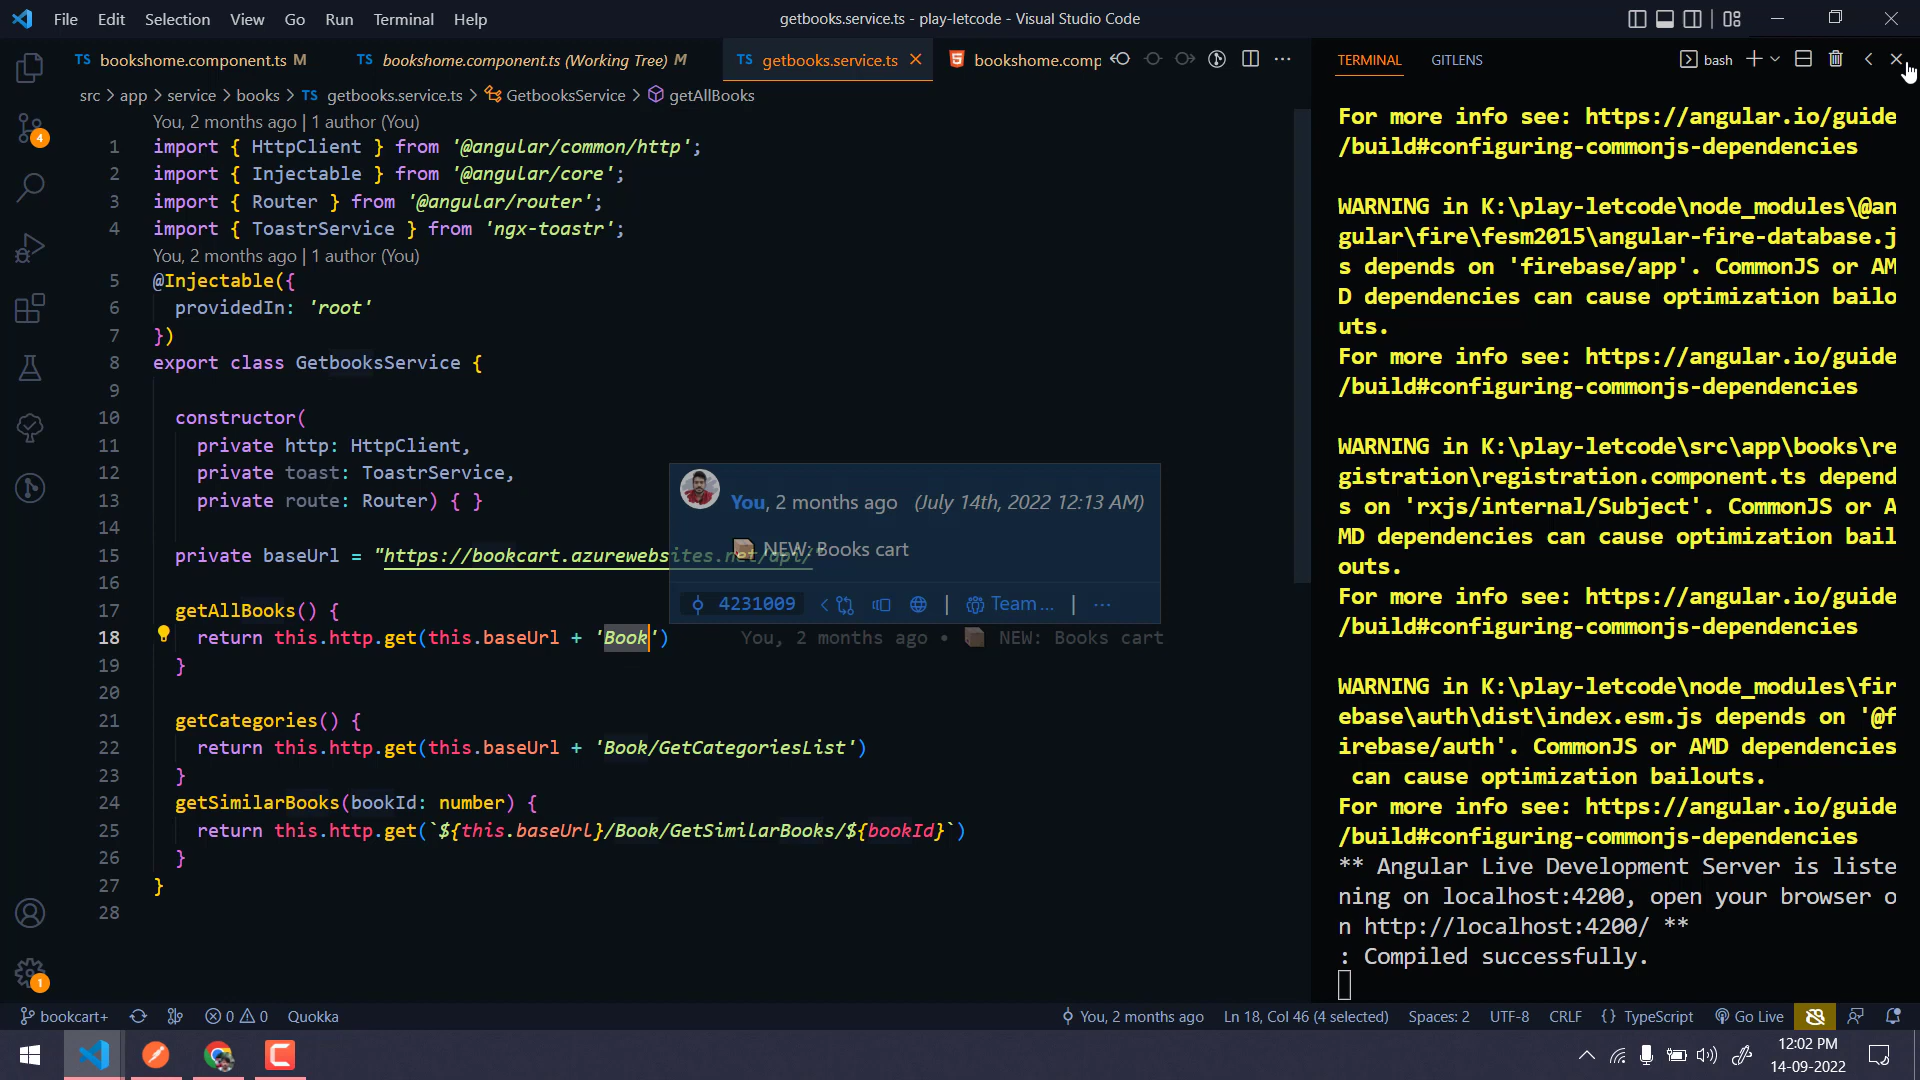 File Edit Selection View Go Run Terminal Help
getbooks.service.ts - play-letcode - Visual Studio Code
TS bookshome.component.ts M
TS bookshome.component.ts (Working Tree) M
TS getbooks.service.ts
bookshome.comp
src > app > service > books > TS getbooks.service.ts > GetbooksService > getAllBooks
You, 2 months ago | 1 author (You)
1 import { HttpClient } from '@angular/common/http';
2 import { Injectable } from '@angular/core';
3 import { Router } from '@angular/router';
4 import { ToastrService } from 'ngx-toastr';
You, 2 months ago | 1 author (You)
5 @Injectable({
6 providedIn: 'root'
7 })
8 export class GetbooksService {
9
10 constructor(
11 private http: HttpClient,
12 private toast: ToastrService,
13 private route: Router) { }
14
15 private baseUrl = "https://bookcart.azurewebsites.net/api/"
16
17 getAllBooks() {
18 return this.http.get(this.baseUrl + 'Book') You, 2 months ago • NEW: Books cart
19 }
20
21 getCategories() {
22 return this.http.get(this.baseUrl + 'Book/GetCategoriesList')
23 }
24 getSimilarBooks(bookId: number) {
25 return this.http.get(`${this.baseUrl}/Book/GetSimilarBooks/${bookId}`)
26 }
27 }
28
You, 2 months ago (July 14th, 2022 12:13 AM)
NEW: Books cart
4231009 | Team... | ...
TERMINAL GITLENS
bash
For more info see: https://angular.io/guide
/build#configuring-commonjs-dependencies
WARNING in K:\play-letcode\node_modules\@an
gular\fire\fesm2015\angular-fire-database.j
s depends on 'firebase/app'. CommonJS or AM
D dependencies can cause optimization bailo
uts.
For more info see: https://angular.io/guide
/build#configuring-commonjs-dependencies
WARNING in K:\play-letcode\src\app\books\re
gistration\registration.component.ts depend
s on 'rxjs/internal/Subject'. CommonJS or A
MD dependencies can cause optimization bail
outs.
For more info see: https://angular.io/guide
/build#configuring-commonjs-dependencies
WARNING in K:\play-letcode\node_modules\fir
ebase\auth\dist\index.esm.js depends on '@f
irebase/auth'. CommonJS or AMD dependencies
can cause optimization bailouts.
For more info see: https://angular.io/guide
/build#configuring-commonjs-dependencies
** Angular Live Development Server is liste
ning on localhost:4200, open your browser o
n http://localhost:4200/ **
: Compiled successfully.
4
1
bookcart+ 0 0 Quokka
You, 2 months ago Ln 18, Col 46 (4 selected) Spaces: 2 UTF-8 CRLF {} TypeScript Go Live
12:02 PM
14-09-2022